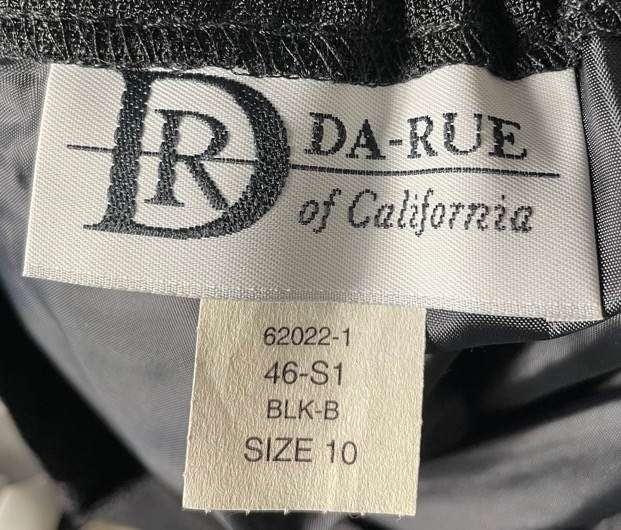 DR
DA-RUE
of California
62022-1
46-S1
BLK-B
SIZE 10